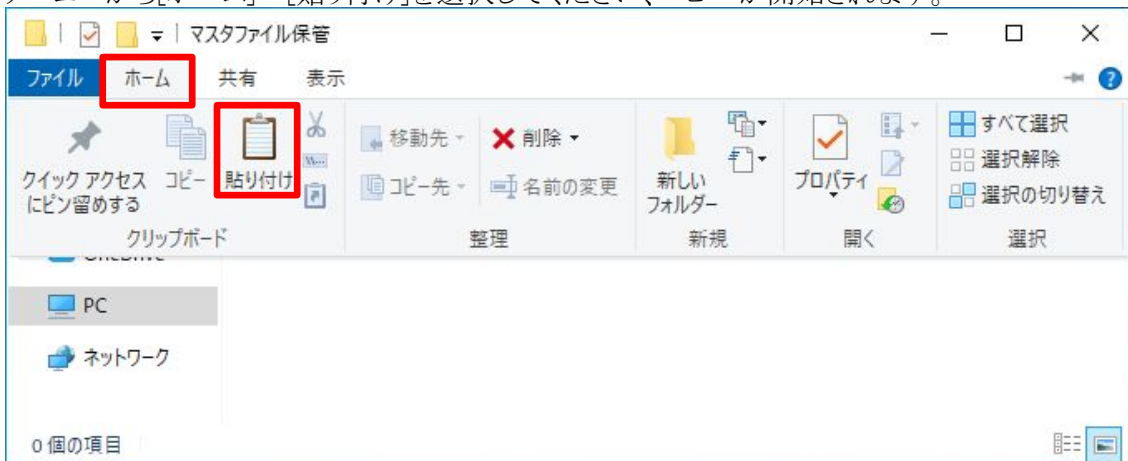 マスタファイル保管
ファイル ホーム 共有 表示
クイック アクセス
にピン留めする
コピー
貼り付け
クリップボード
移動先
コピー先
削除
名前の変更
整理
新しい
フォルダー
新規
プロパティ
開く
すべて選択
選択解除
選択の切り替え
選択
PC
ネットワーク
0 個の項目